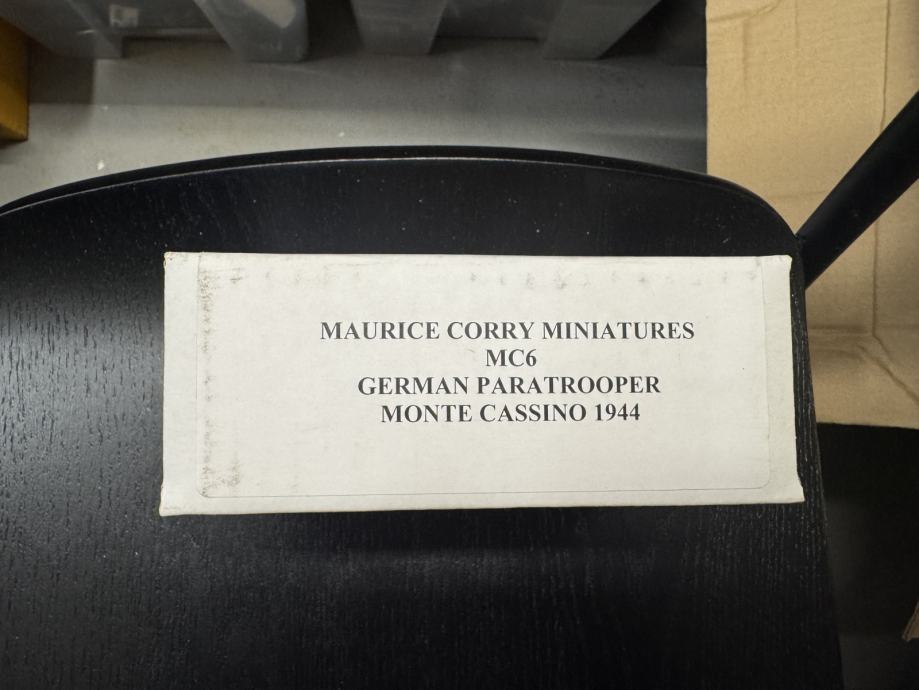 MAURICE CORRY MINIATURES
MC6
GERMAN PARATROOPER
MONTE CASSINO 1944